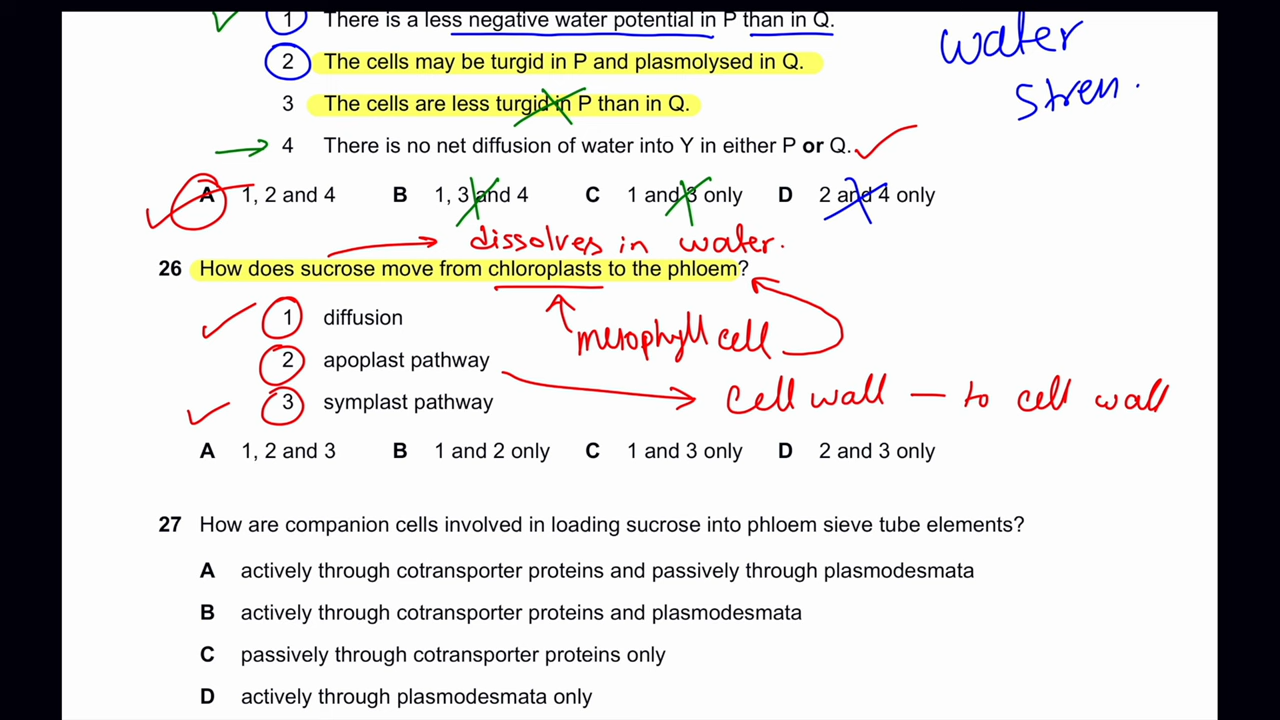 1 There is a less negative water potential in P than in Q.
water
2 The cells may be turgid in P and plasmolysed in Q.
3 The cells are less turgid in P than in Q.
4 There is no net diffusion of water into Y in either P or Q.
A 1, 2 and 4 B 1, 3 and 4 C 1 and 3 only D 2 and 4 only
dissolves in water.
26 How does sucrose move from chloroplasts to the phloem?
1 diffusion
mesophyll cell
2 apoplast pathway
cell wall — to cell wall
3 symplast pathway
A 1, 2 and 3 B 1 and 2 only C 1 and 3 only D 2 and 3 only
27 How are companion cells involved in loading sucrose into phloem sieve tube elements?
A actively through cotransporter proteins and passively through plasmodesmata
B actively through cotransporter proteins and plasmodesmata
C passively through cotransporter proteins only
D actively through plasmodesmata only